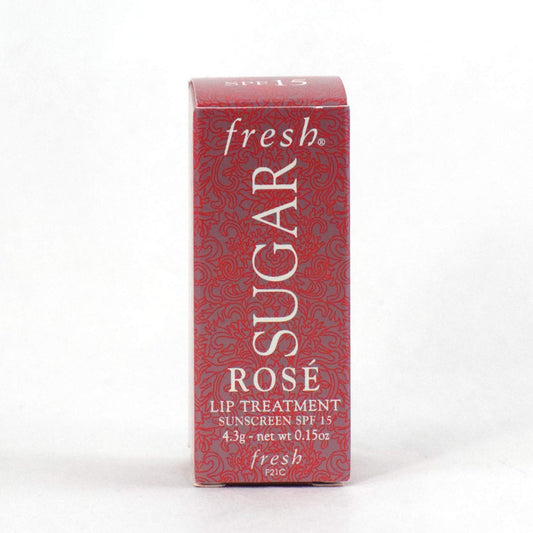 SPF 15
fresh®
SUGAR
ROSÉ
LIP TREATMENT
SUNSCREEN SPF 15
4.3g - net wt 0.15oz
fresh
F21C